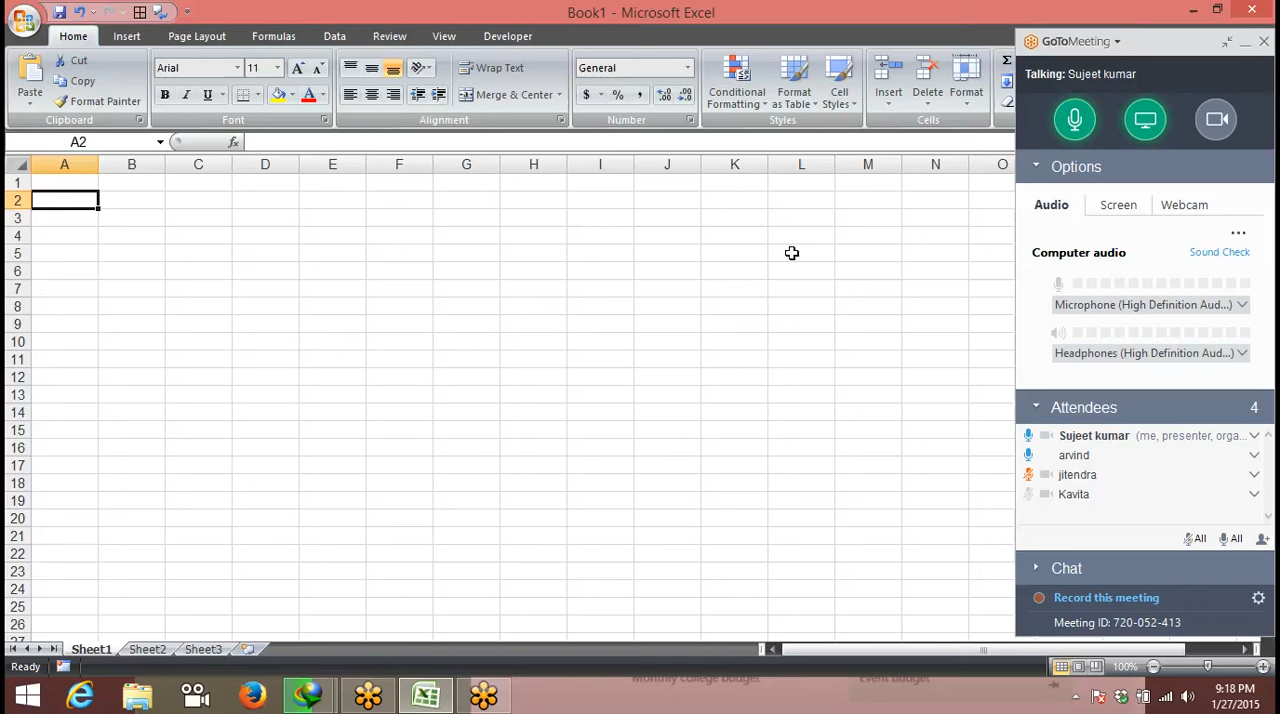 Book1 - Microsoft Excel
Home Insert Page Layout Formulas Data Review View Developer
Paste
Cut
Copy
Format Painter
Clipboard
Arial 11
B I U
Font
Wrap Text
Merge & Center
Alignment
General
$ % ,
Number
Conditional Formatting
Format as Table
Cell Styles
Styles
Insert
Delete
Format
Cells
A2
fx
A B C D E F G H I J K L M N O
1
2
3
4
5
6
7
8
9
10
11
12
13
14
15
16
17
18
19
20
21
22
23
24
25
26
27
Sheet1 Sheet2 Sheet3
Ready
100%
GoToMeeting
Talking: Sujeet kumar
Options
Audio Screen Webcam
...
Computer audio Sound Check
Microphone (High Definition Aud...)
Headphones (High Definition Aud...)
Attendees 4
Sujeet kumar (me, presenter, orga...
arvind
jitendra
Kavita
All All
Chat
Record this meeting
Meeting ID: 720-052-413
Monthly college budget Event budget
9:18 PM
1/27/2015